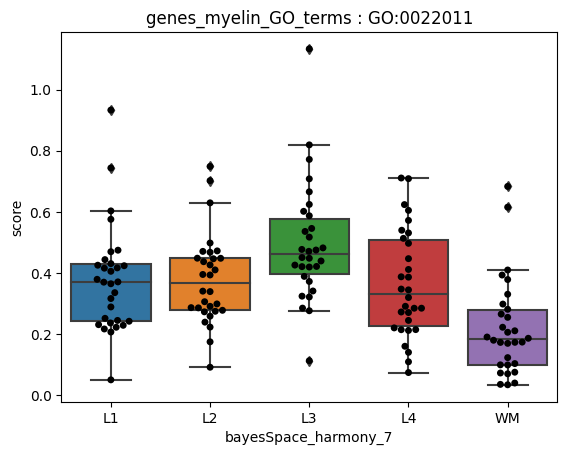 genes_myelin_GO_terms : GO:0022011
score
1.0
0.8
0.6
0.4
0.2
0.0
L1 L2 L3 L4 WM
bayesSpace_harmony_7